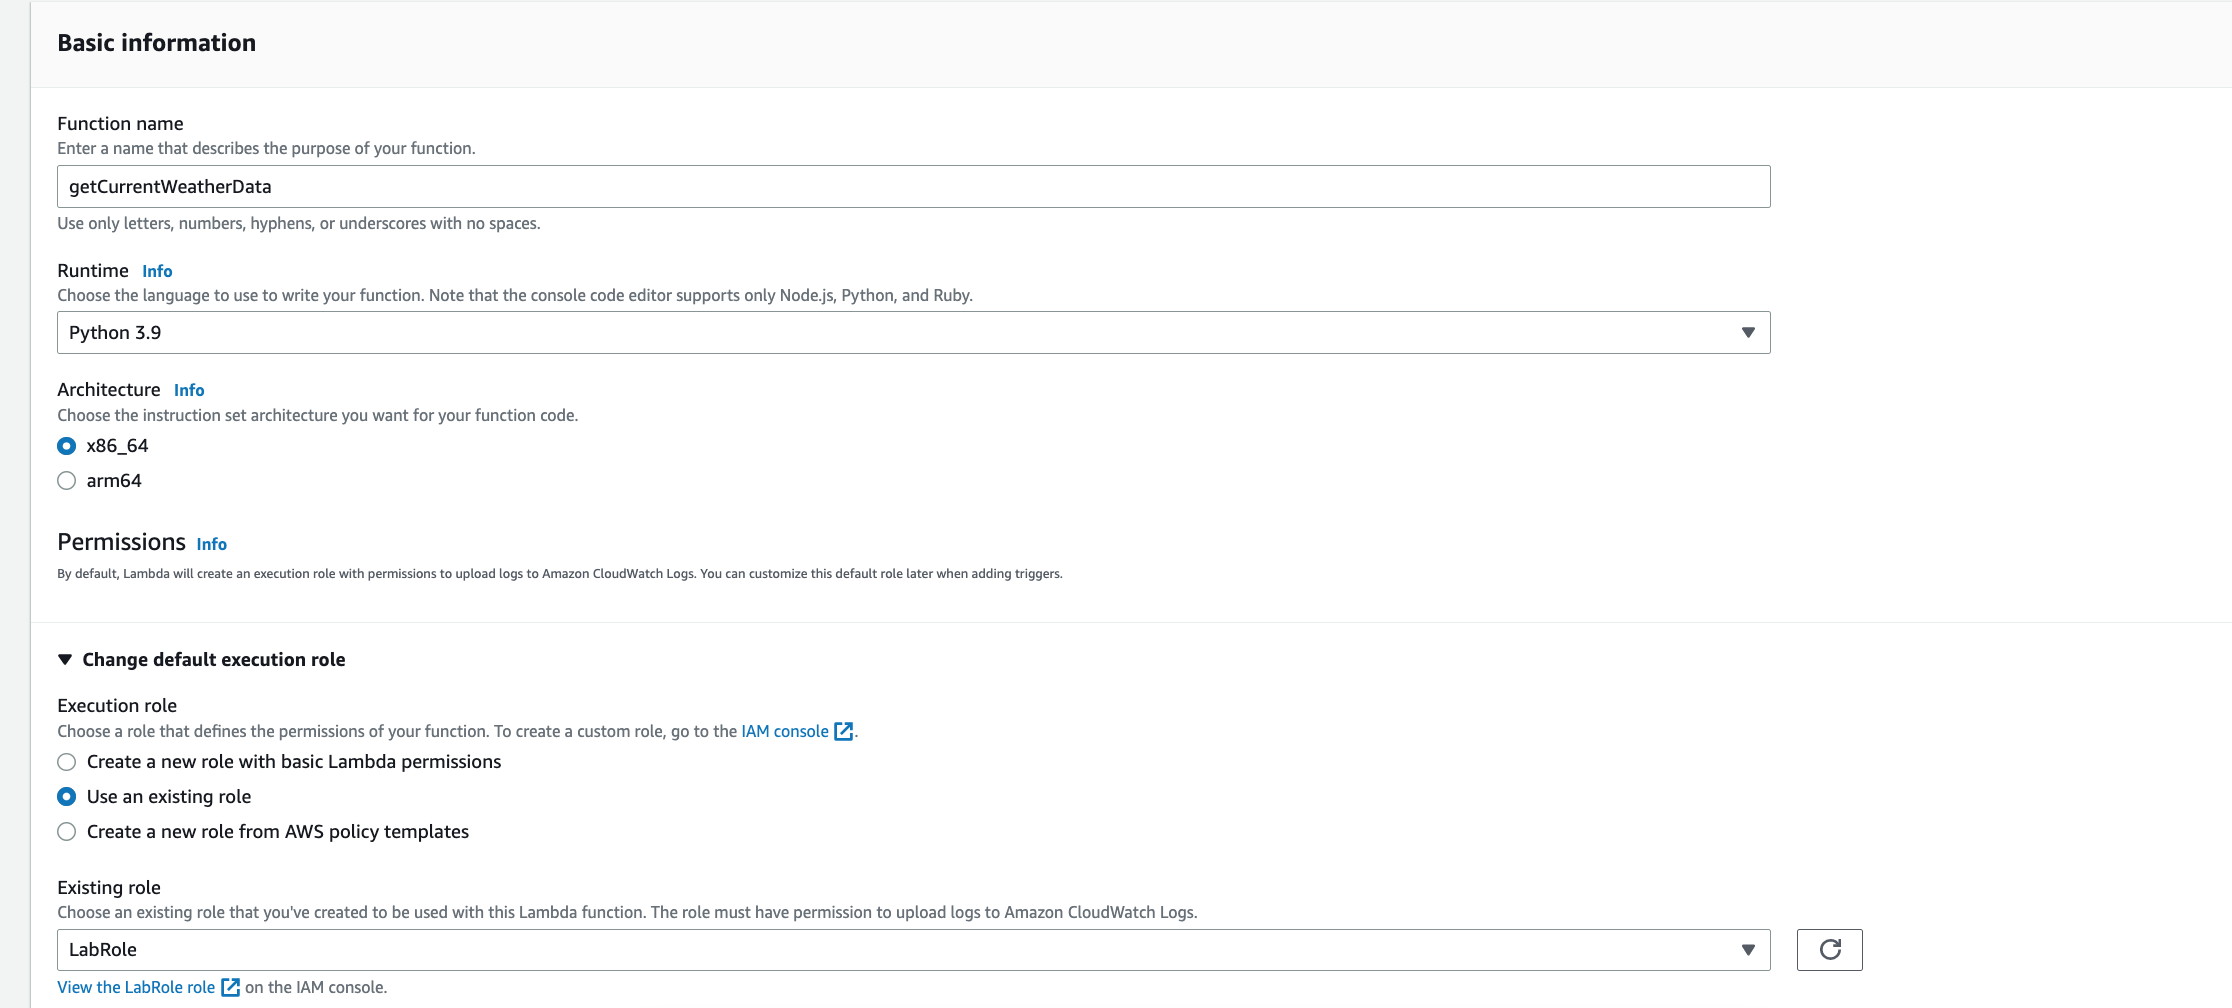 Basic information
Function name
Enter a name that describes the purpose of your function.
getCurrentWeatherData
Use only letters, numbers, hyphens, or underscores with no spaces.
Runtime Info
Choose the language to use to write your function. Note that the console code editor supports only Node.js, Python, and Ruby.
Python 3.9
Architecture Info
Choose the instruction set architecture you want for your function code.
x86_64
arm64
Permissions Info
By default, Lambda will create an execution role with permissions to upload logs to Amazon CloudWatch Logs. You can customize this default role later when adding triggers.
Change default execution role
Execution role
Choose a role that defines the permissions of your function. To create a custom role, go to the IAM console.
Create a new role with basic Lambda permissions
Use an existing role
Create a new role from AWS policy templates
Existing role
Choose an existing role that you've created to be used with this Lambda function. The role must have permission to upload logs to Amazon CloudWatch Logs.
LabRole
View the LabRole role on the IAM console.